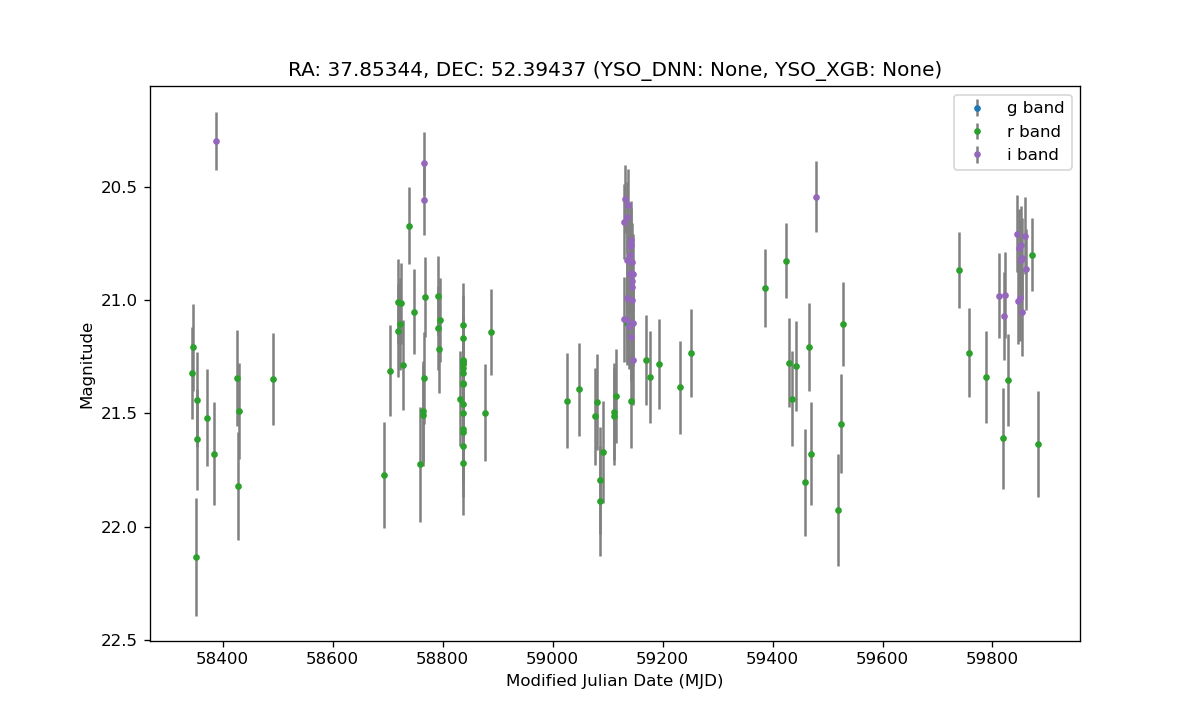 RA: 37.85344, DEC: 52.39437 (YSO_DNN: None, YSO_XGB: None)
g band
r band
i band
20.5
21.0
21.5
22.0
22.5
Magnitude
58400 58600 58800 59000 59200 59400 59600 59800
Modified Julian Date (MJD)